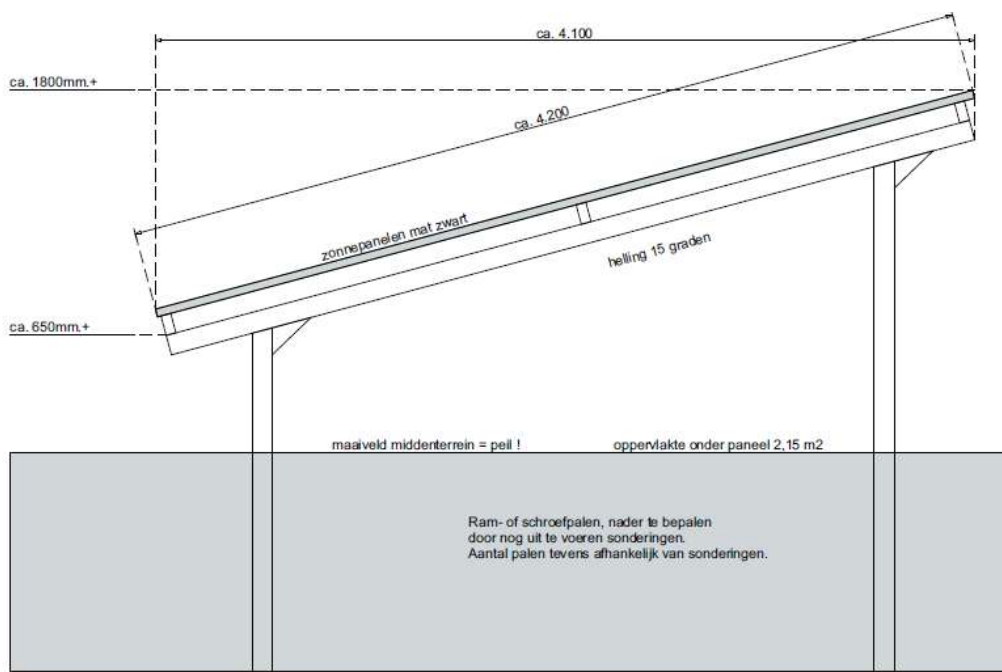 ca. 4.100
ca. 1800mm.+
ca. 4.200
zonnepanelen mat zwart
helling 15 graden
ca. 650mm.+
maaiveld middenterrein = peil !
oppervlakte onder paneel 2,15 m2
Ram- of schroefpalen, nader te bepalen
door nog uit te voeren sonderingen.
Aantal palen tevens afhankelijk van sonderingen.